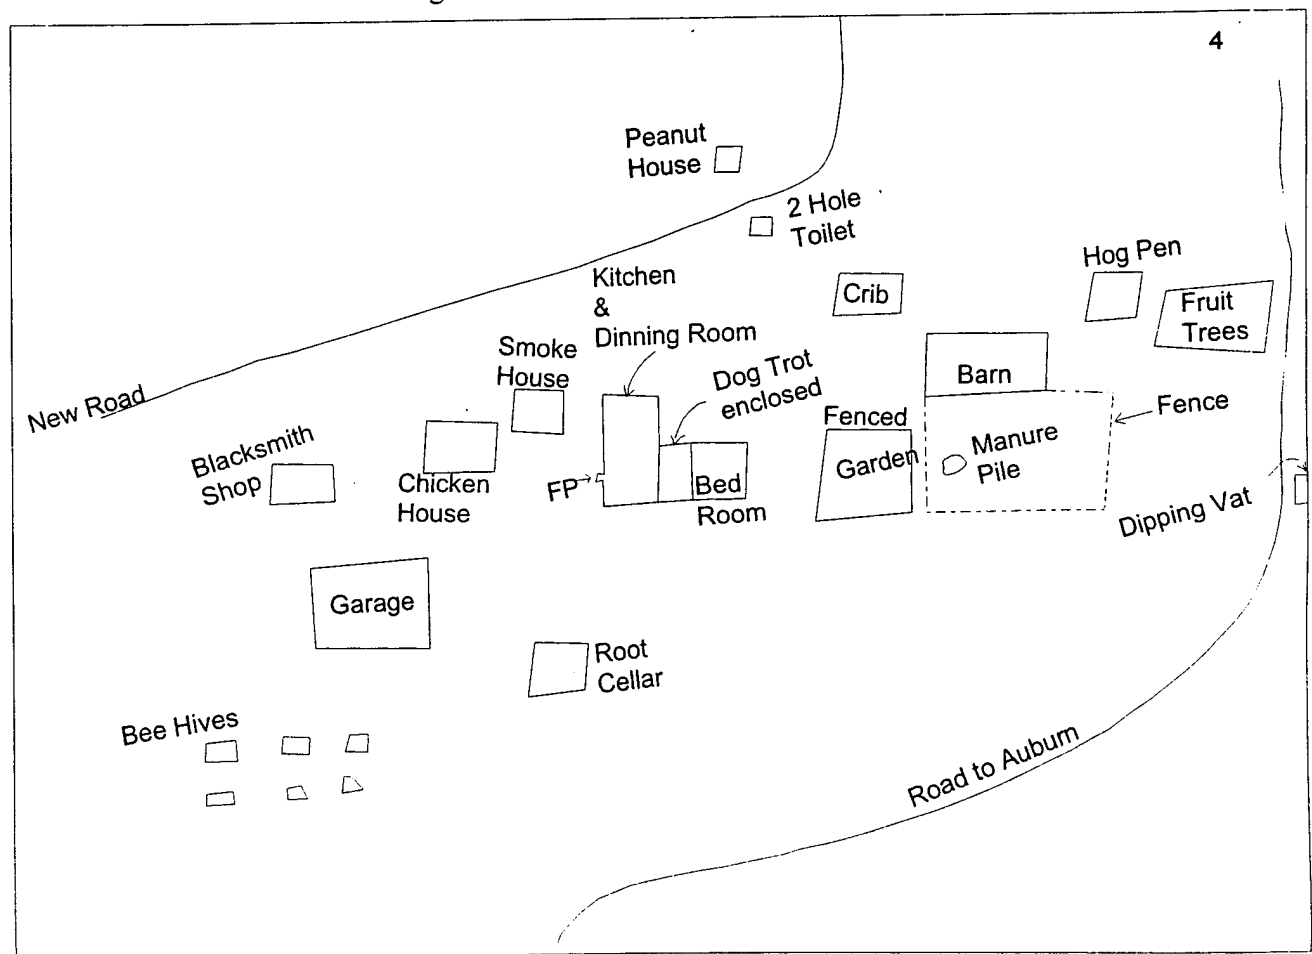 4
Peanut
House
2 Hole
Toilet
Hog Pen
Kitchen
&
Dinning Room
Crib
Fruit
Trees
Smoke
House
Dog Trot
enclosed
Barn
New Road
Fence
Fenced
Garden
Manure
Pile
Blacksmith
Shop
Chicken
House
FP
Bed
Room
Dipping Vat
Garage
Root
Cellar
Bee Hives
Road to Auburn